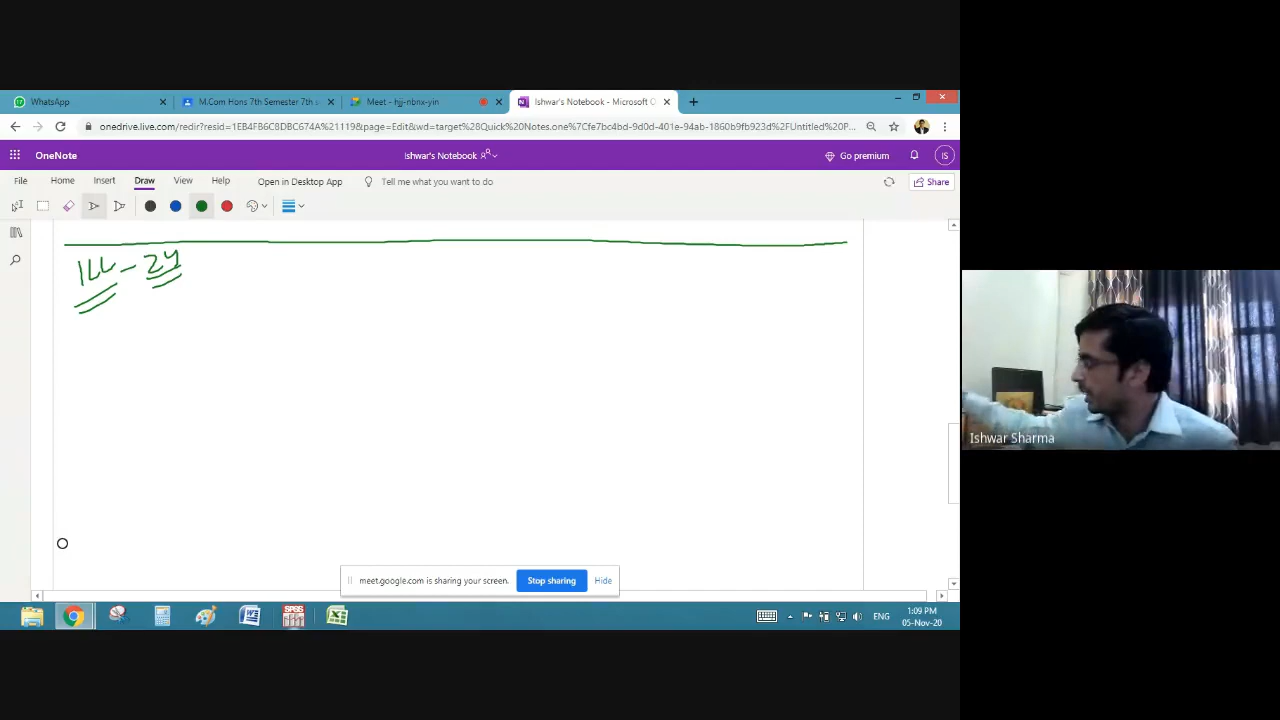 WhatsApp
M.Com Hons 7th Semester 7th s
Meet - hjj-nbnx-yin
Ishwar's Notebook - Microsoft O
onedrive.live.com/redir?resid=1EB4FB6C8DBC674A%21119&page=Edit&wd=target%28Quick%20Notes.one%7Cfe7bc4bd-9d0d-401e-94ab-1860b9fb923d%2FUntitled%20P...
OneNote
Ishwar's Notebook
Go premium
IS
File Home Insert Draw View Help Open in Desktop App Tell me what you want to do
Share
ILL - 24
Ishwar Sharma
meet.google.com is sharing your screen. Stop sharing Hide
SPSS
ENG
1:09 PM
05-Nov-20